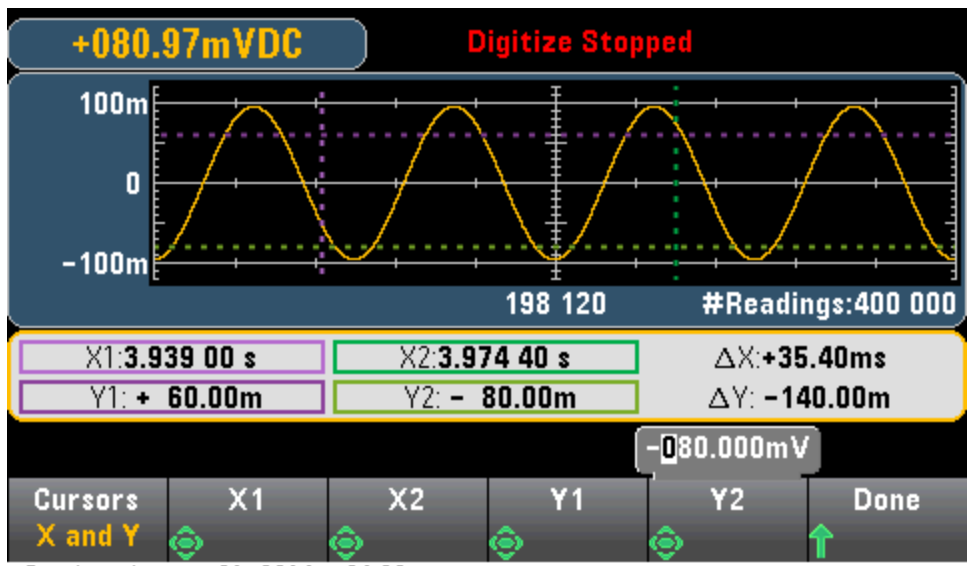 +080.97mVDC Digitize Stopped
100m
0
-100m
198 120 #Readings:400 000
X1:3.939 00 s X2:3.974 40 s ΔX:+35.40ms
Y1: + 60.00m Y2: - 80.00m ΔY: -140.00m
-080.000mV
Cursors X1 X2 Y1 Y2 Done
X and Y